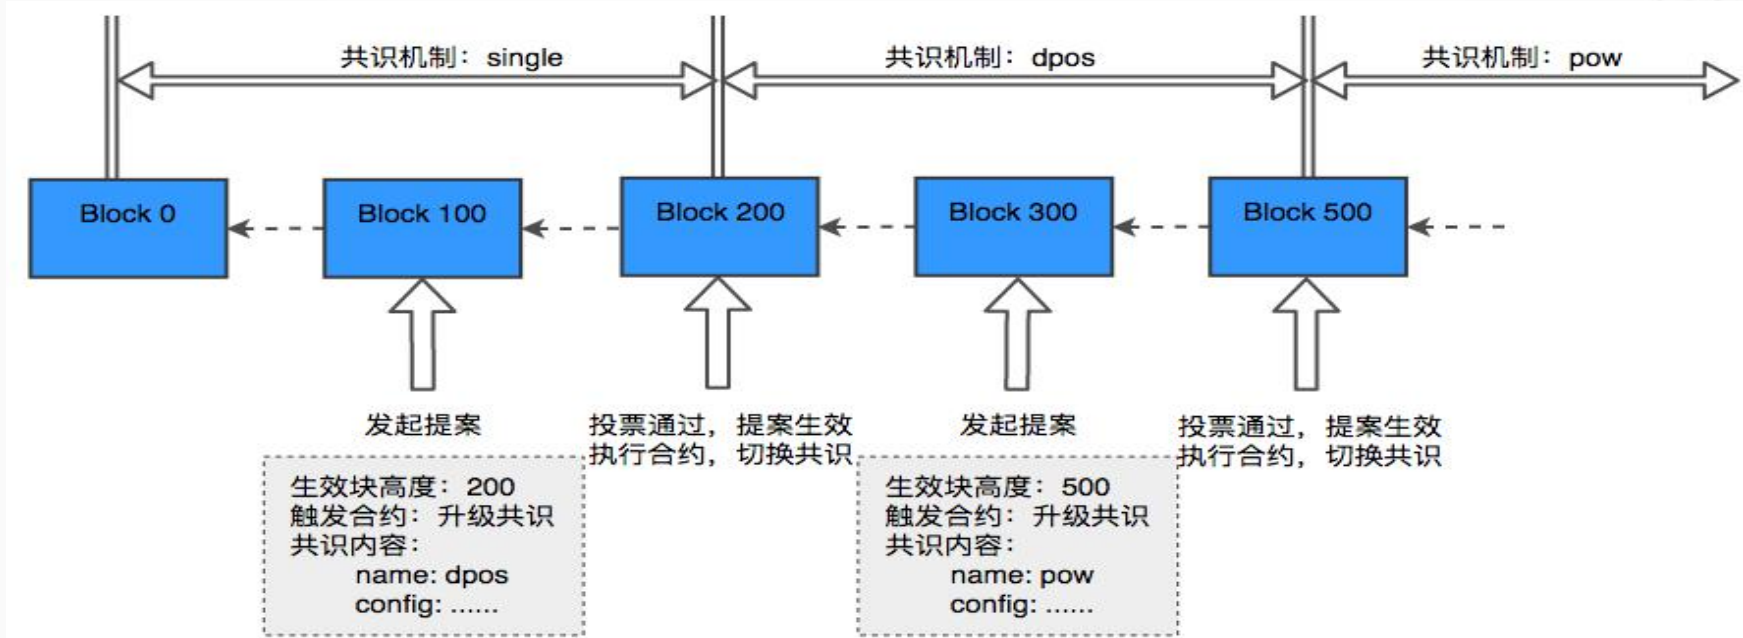 共识机制：single
共识机制：dpos
共识机制：pow
Block 0
Block 100
Block 200
Block 300
Block 500
发起提案
生效块高度：200
触发合约：升级共识
共识内容：
name: dpos
config: ......
投票通过，提案生效
执行合约，切换共识
发起提案
生效块高度：500
触发合约：升级共识
共识内容：
name: pow
config: ......
投票通过，提案生效
执行合约，切换共识